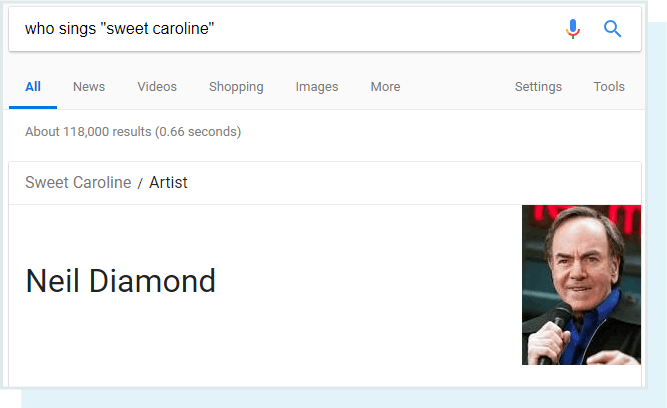 who sings "sweet caroline"
All News Videos Shopping Images More Settings Tools
About 118,000 results (0.66 seconds)
Sweet Caroline / Artist
Neil Diamond